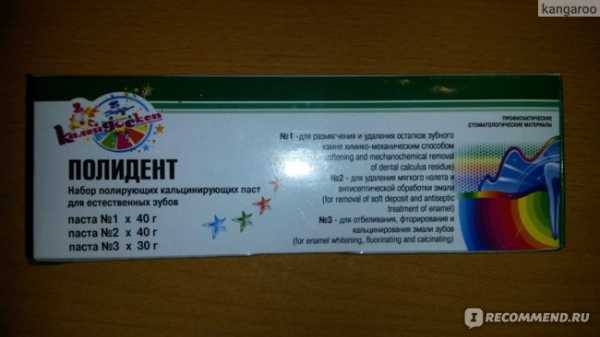 kangaroo
калейдоскоп
ПОЛИДЕНТ
Набор полирующих кальцинирующих паст
для естественных зубов
паста №1 х 40 г
паста №2 х 40 г
паста №3 х 30 г
ПРОФИЛАКТИЧЕСКИЕ
СТОМАТОЛОГИЧЕСКИЕ МАТЕРИАЛЫ
№1 -для размягчения и удаления остатков зубного
камня химико-механическим способом
softening and mechanochemical removal
of dental calculus residue)
№2 - для удаления мягкого налета и
антисептической обработки эмали
(for removal of soft deposit and antiseptic
treatment of enamel)
№3 - для отбеливания, фторирования и
кальцинирования эмали зубов
(for enamel whitening, fluorinating and calcinating)
IRECOMMEND.RU